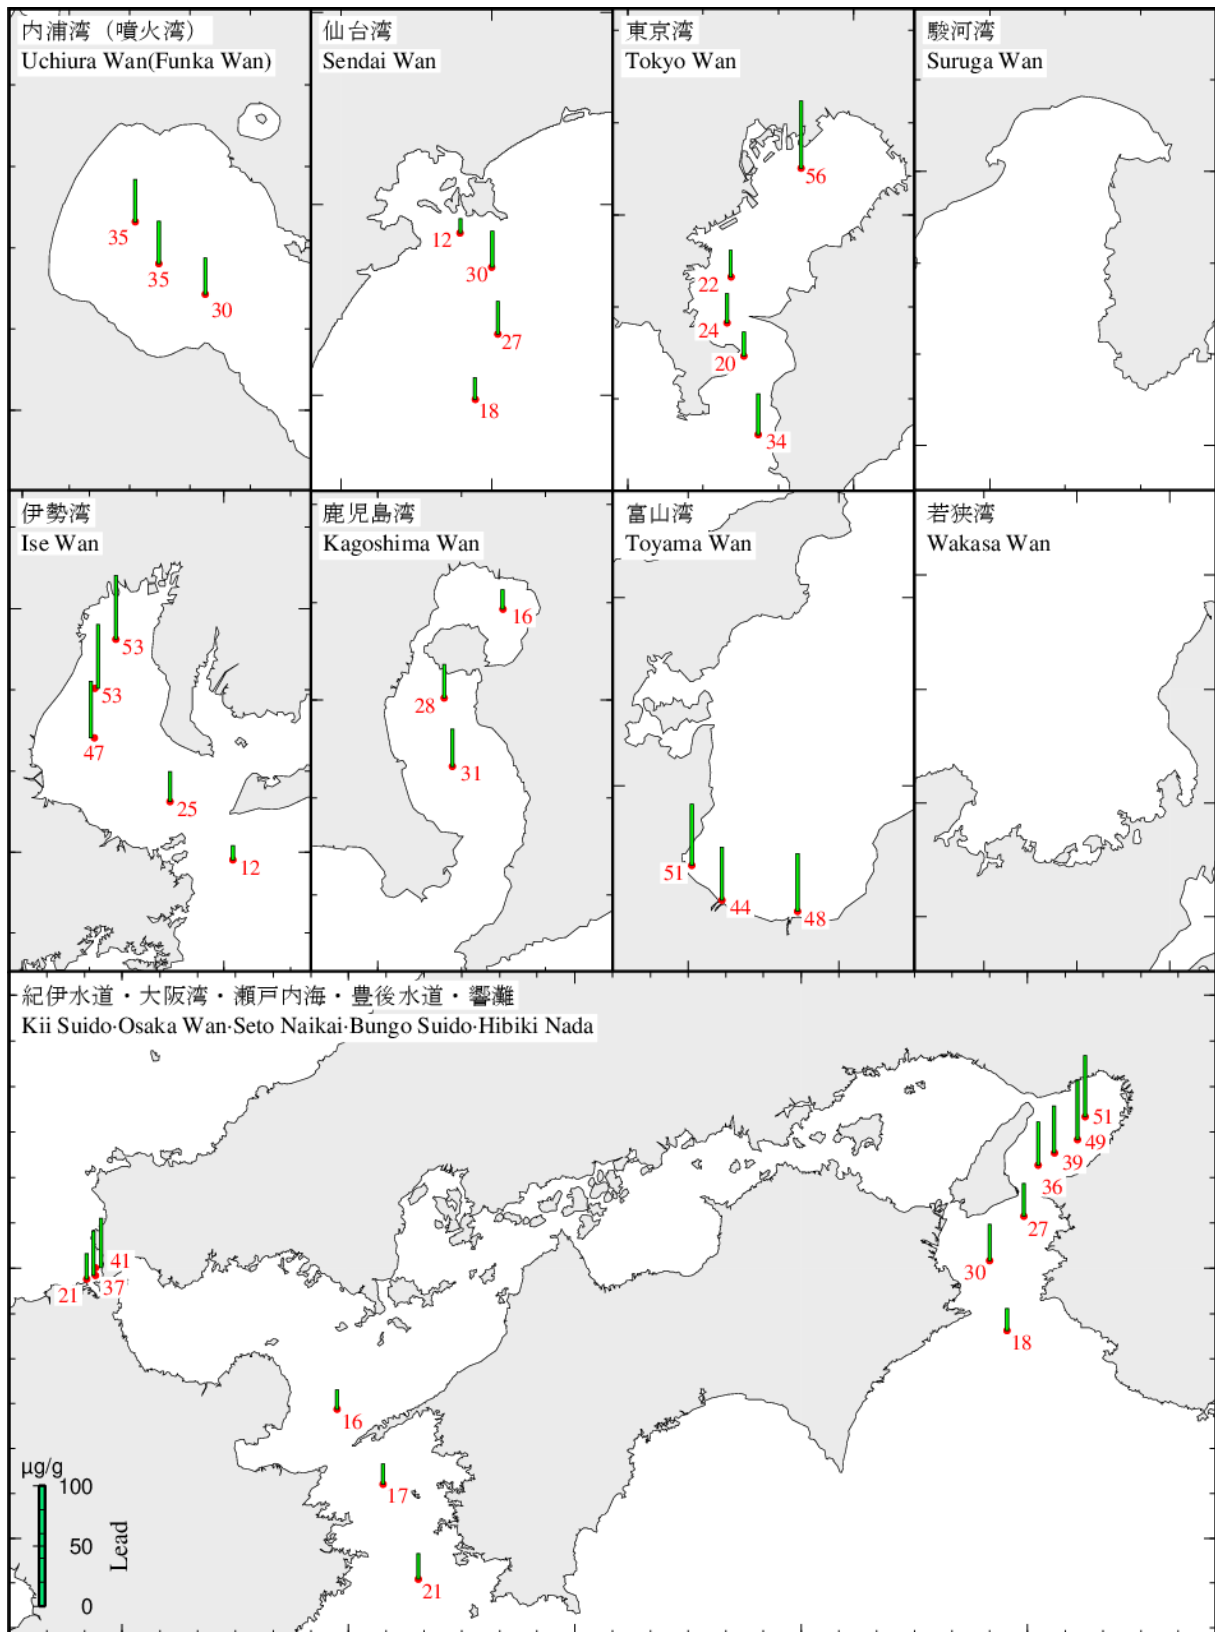 内浦湾（噴火湾）
Uchiura Wan(Funka Wan)
35
35
30
仙台湾
Sendai Wan
12
30
27
18
東京湾
Tokyo Wan
56
22
24
20
34
駿河湾
Suruga Wan
伊勢湾
Ise Wan
53
53
47
25
12
鹿児島湾
Kagoshima Wan
16
28
31
富山湾
Toyama Wan
51
44
48
若狭湾
Wakasa Wan
紀伊水道・大阪湾・瀬戸内海・豊後水道・響灘
Kii Suido·Osaka Wan·Seto Naikai·Bungo Suido·Hibiki Nada
51
49
39
36
27
30
18
41
37
21
16
17
21
µg/g
100
50
0
Lead